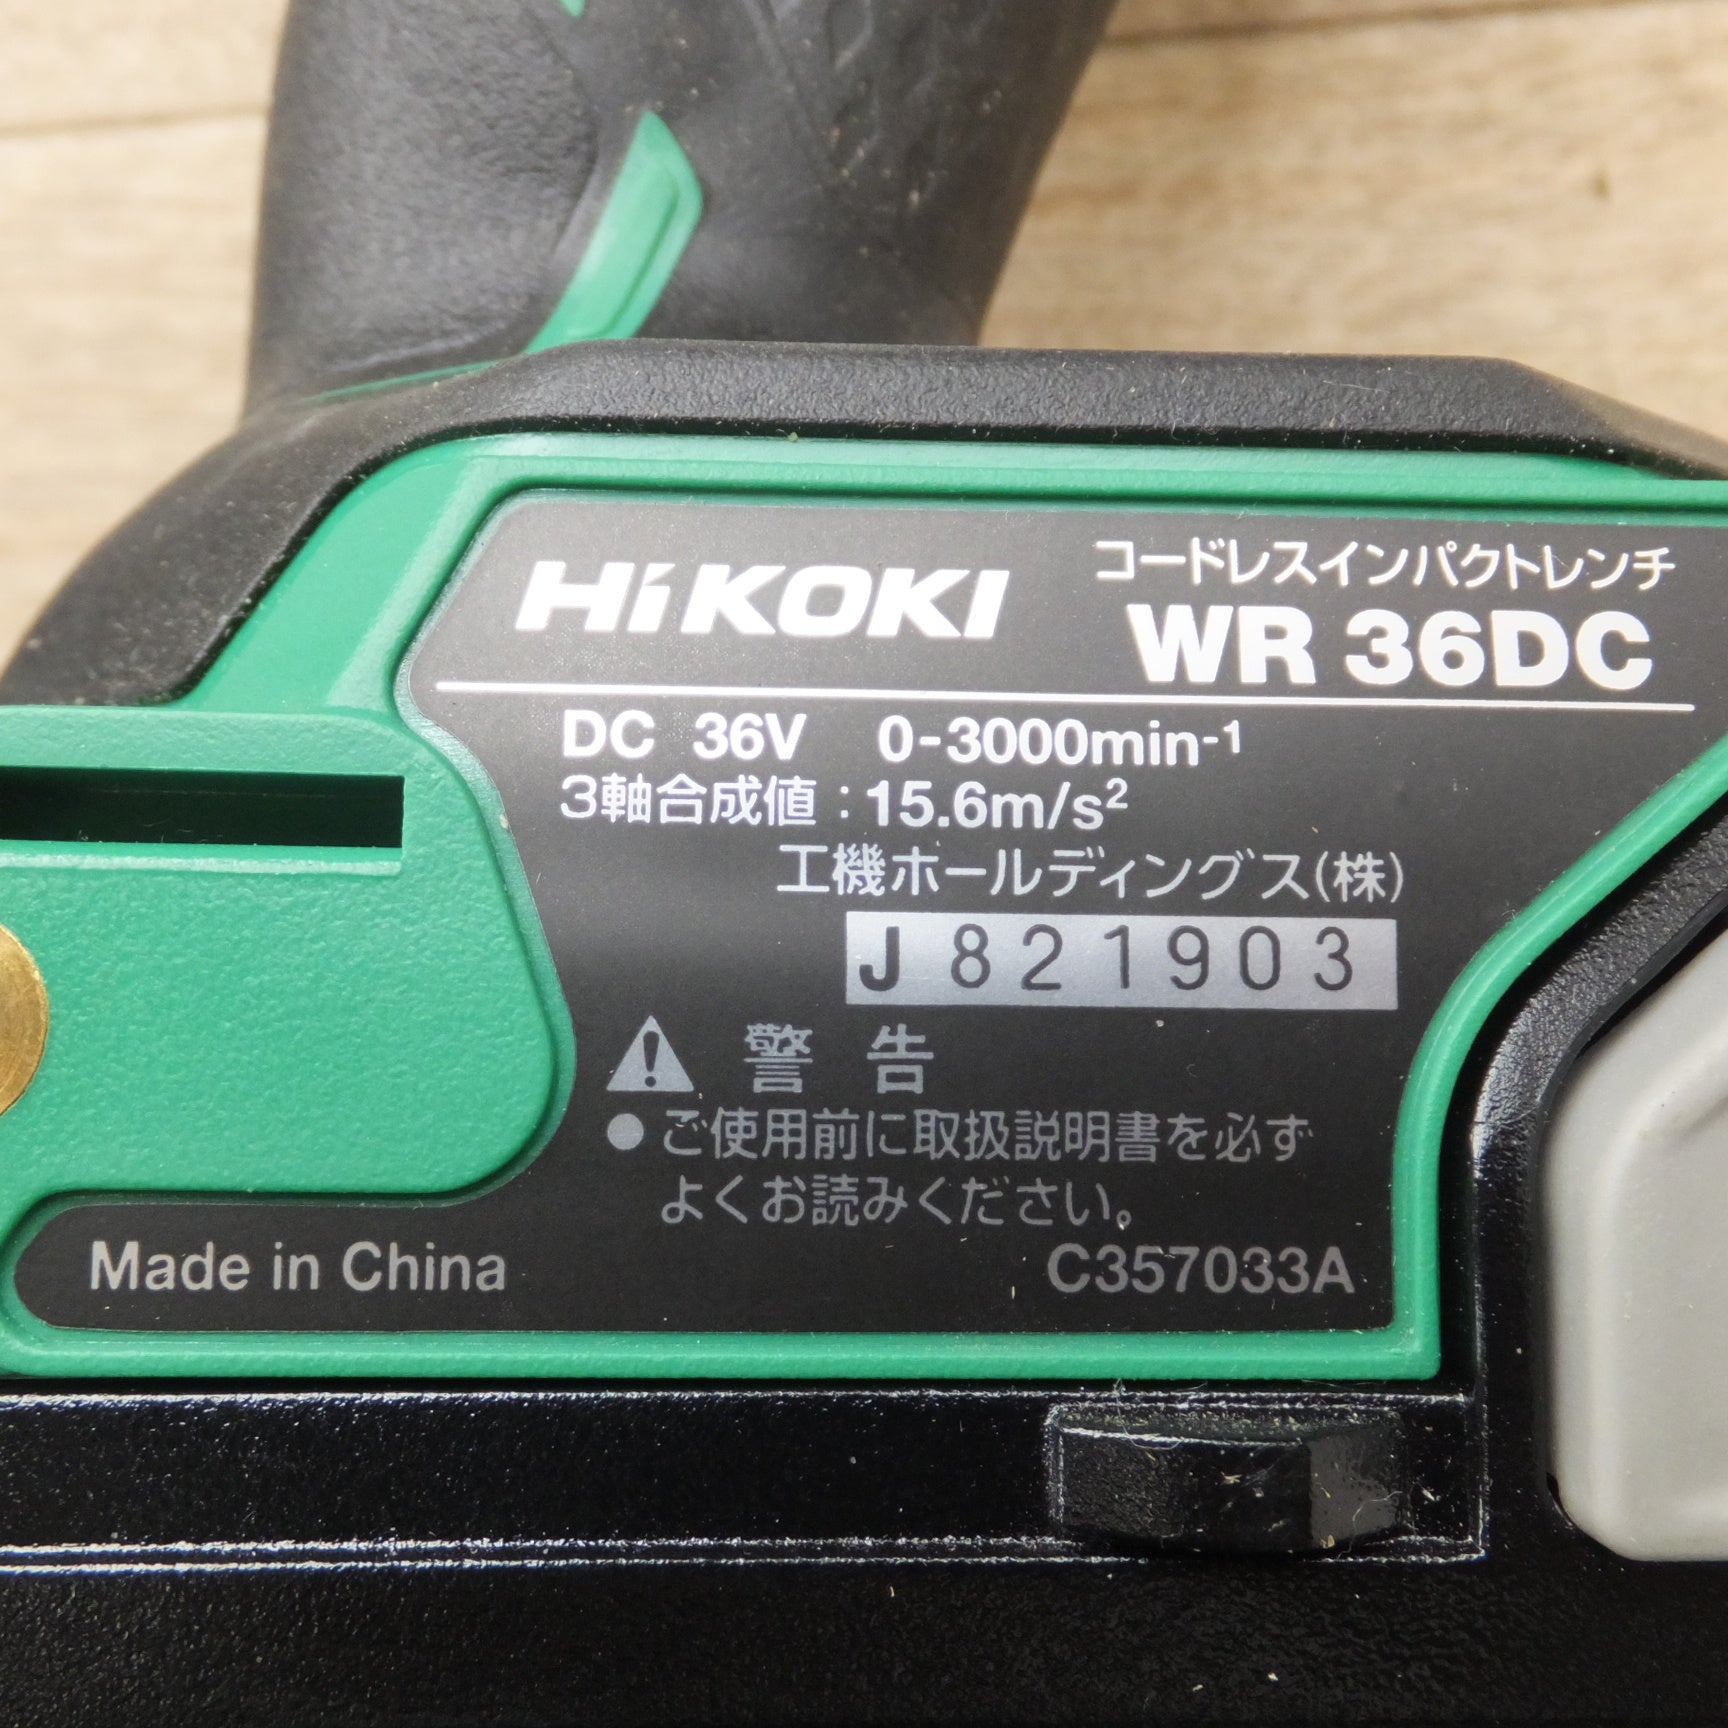 HiKOKI
コードレスインパクトレンチ
WR 36DC
DC 36V 0-3000min⁻¹
3軸合成値:15.6m/s²
工機ホールディングス(株)
J821903
警告
●ご使用前に取扱説明書を必ず
よくお読みください。
Made in China C357033A